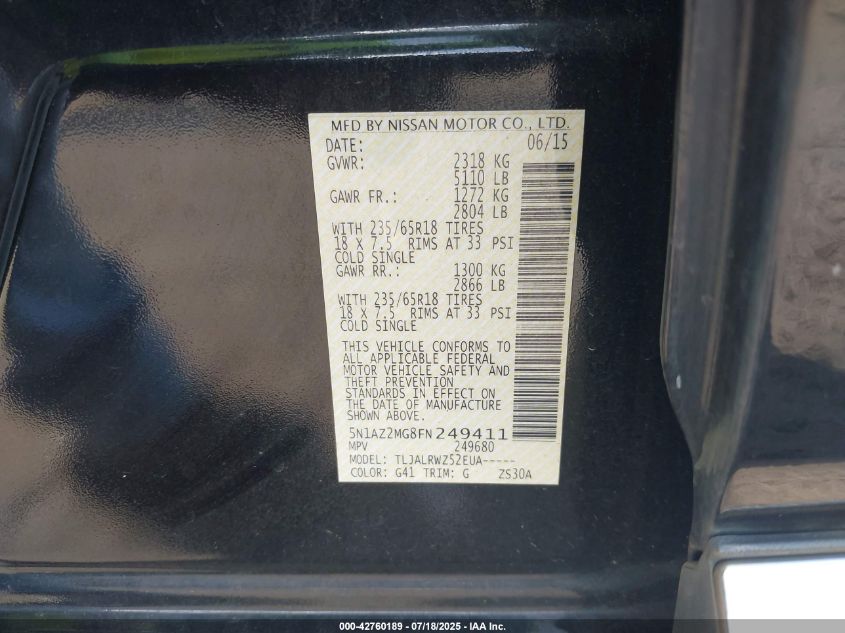 MFD BY NISSAN MOTOR CO., LTD.
DATE: 06/15
GVWR: 2318 KG
5110 LB
GAWR FR.: 1272 KG
2804 LB
WITH 235/65R18 TIRES
18 X 7.5 RIMS AT 33 PSI
COLD SINGLE
GAWR RR.: 1300 KG
2866 LB
WITH 235/65R18 TIRES
18 X 7.5 RIMS AT 33 PSI
COLD SINGLE
THIS VEHICLE CONFORMS TO
ALL APPLICABLE FEDERAL
MOTOR VEHICLE SAFETY AND
THEFT PREVENTION
STANDARDS IN EFFECT ON
THE DATE OF MANUFACTURE
SHOWN ABOVE.
5N1AZ2MG8FN249411
MPV 249680
MODEL: TLJALRWZ52EUA-----
COLOR: G41 TRIM: G ZS30A
000-42760189 - 07/18/2025 - IAA Inc.